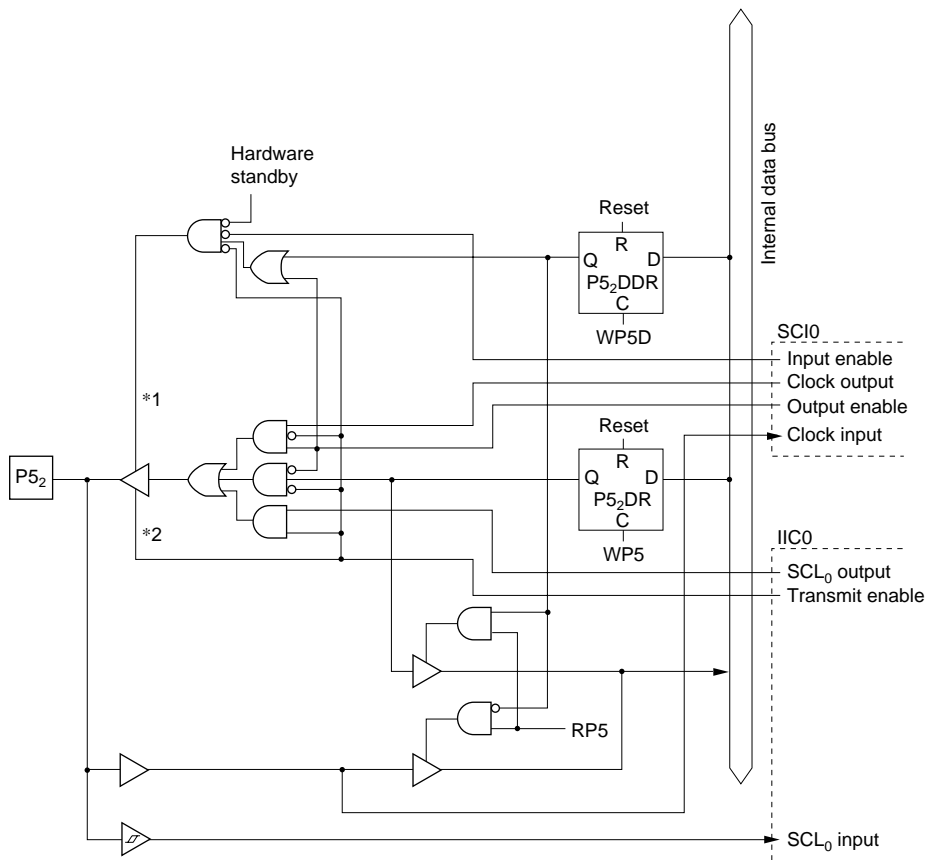 Hardware
standby
Reset
R
Q D
P5₂DDR
C
WP5D
Internal data bus
SCI0
Input enable
Clock output
Output enable
Clock input
*1
Reset
R
Q D
P5₂DR
C
WP5
P5₂
*2
IIC0
SCL₀ output
Transmit enable
RP5
SCL₀ input